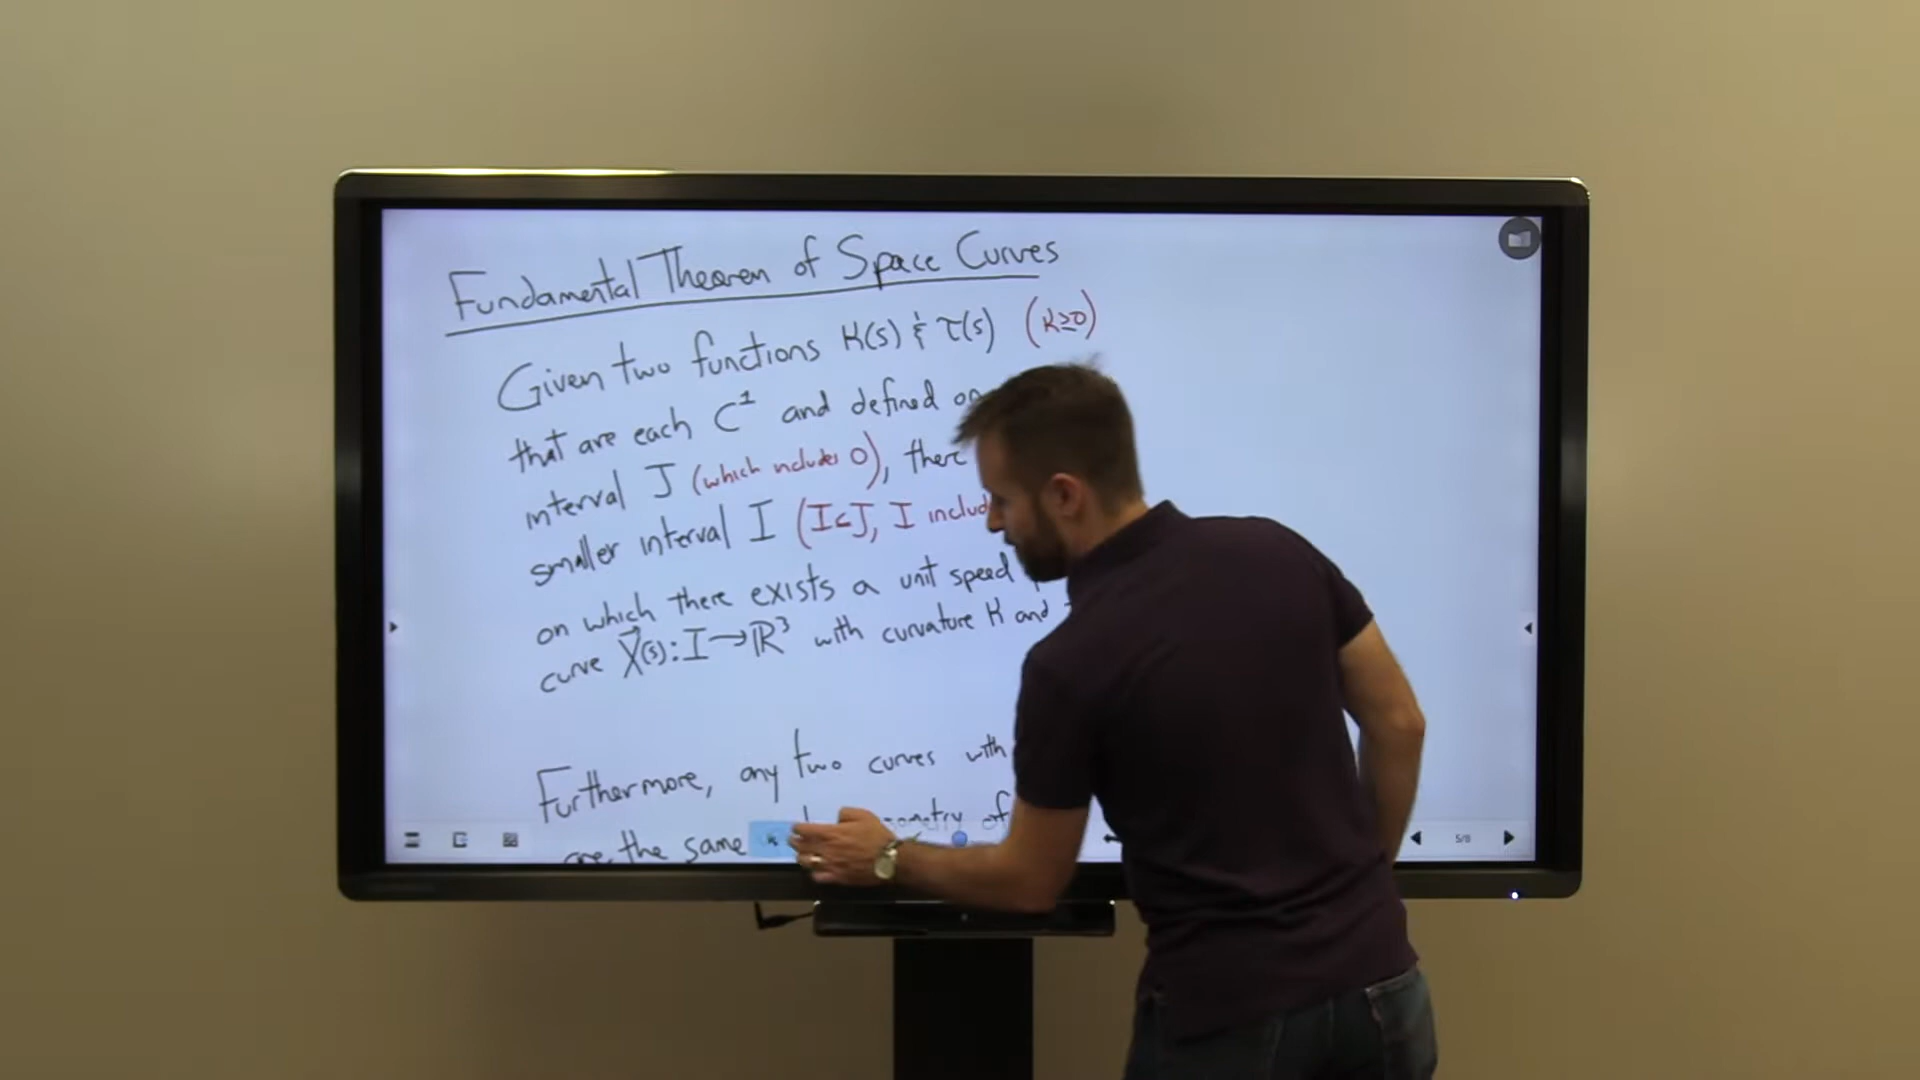 Fundamental Theorem of Space Curves
Given two functions K(s) & τ(s) (K≥0)
that are each C¹ and defined on
interval J (which includes 0), there
smaller interval I (I⊂J, I includ
on which there exists a unit speed
curve X⃗(s): I→ℝ³ with curvature K and
Furthermore, any two curves with
are the same of
5/8